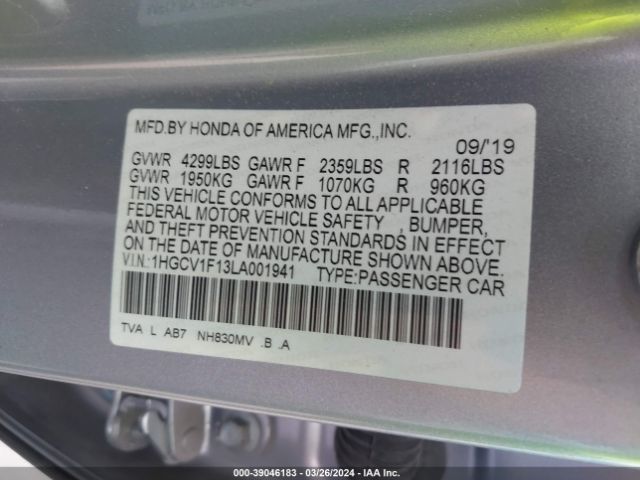 MFD.BY HONDA OF AMERICA MFG.,INC.
09/'19
GVWR 4299LBS GAWR F 2359LBS R 2116LBS
GVWR 1950KG GAWR F 1070KG R 960KG
THIS VEHICLE CONFORMS TO ALL APPLICABLE
FEDERAL MOTOR VEHICLE SAFETY , BUMPER,
AND THEFT PREVENTION STANDARDS IN EFFECT
ON THE DATE OF MANUFACTURE SHOWN ABOVE.
V.I.N.:1HGCV1F13LA001941 TYPE:PASSENGER CAR
TVA L AB7 NH830MV .B .A
000-39046183 / 03/26/2024 / IAA Inc.